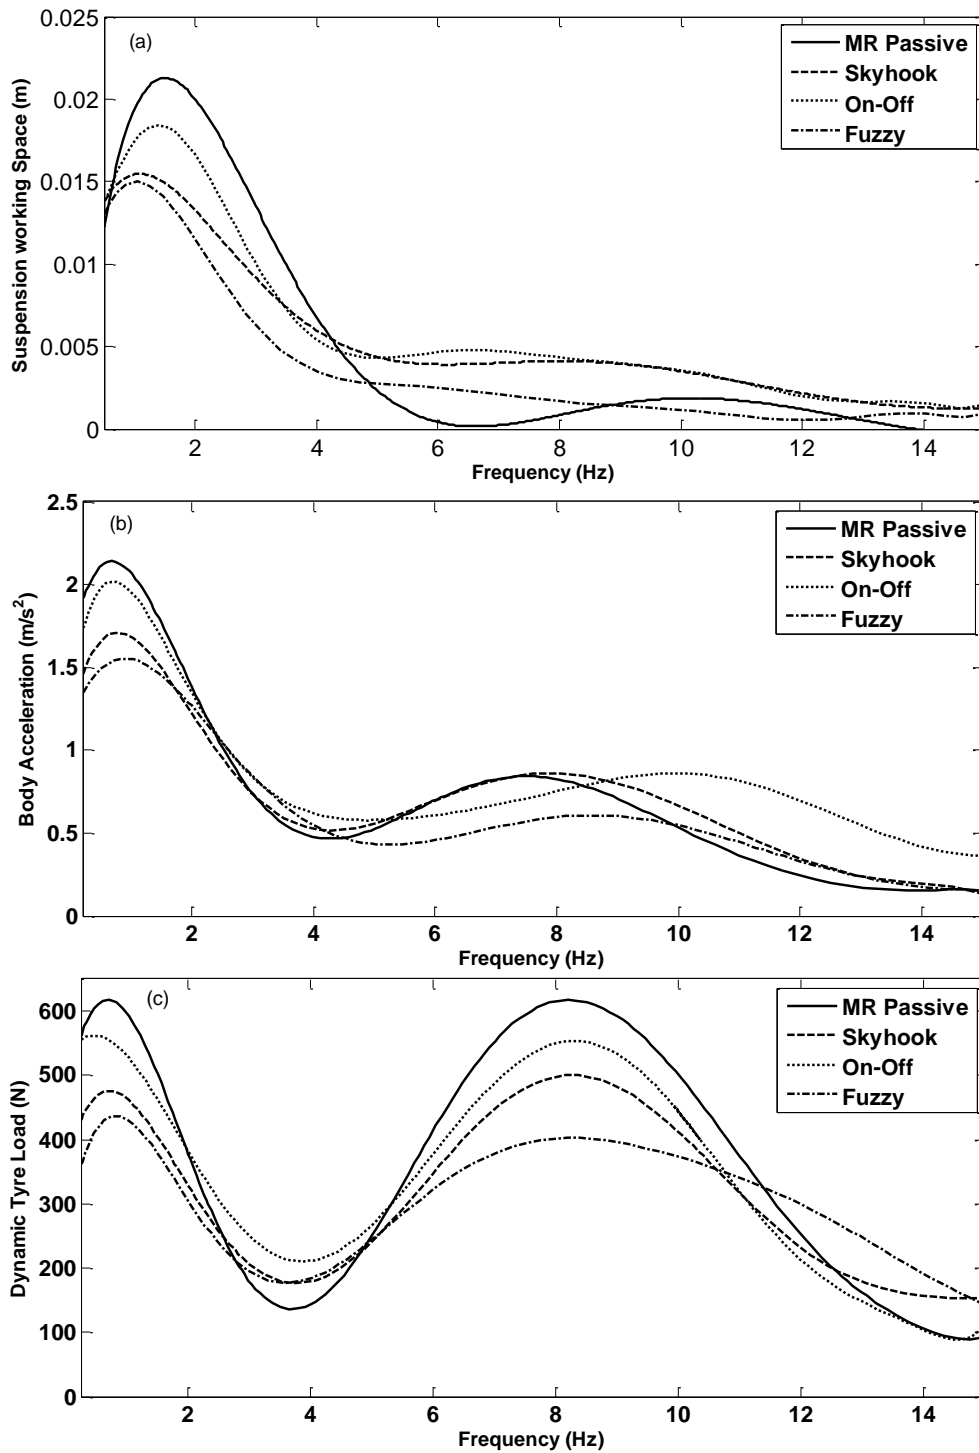 (a)
MR Passive
Skyhook
On-Off
Fuzzy
Suspension working Space (m)
0.025
0.02
0.015
0.01
0.005
0
2 4 6 8 10 12 14
Frequency (Hz)
(b)
MR Passive
Skyhook
On-Off
Fuzzy
Body Acceleration (m/s²)
2.5
2
1.5
1
0.5
0
2 4 6 8 10 12 14
Frequency (Hz)
(c)
MR Passive
Skyhook
On-Off
Fuzzy
Dynamic Tyre Load (N)
600
500
400
300
200
100
0
2 4 6 8 10 12 14
Frequency (Hz)